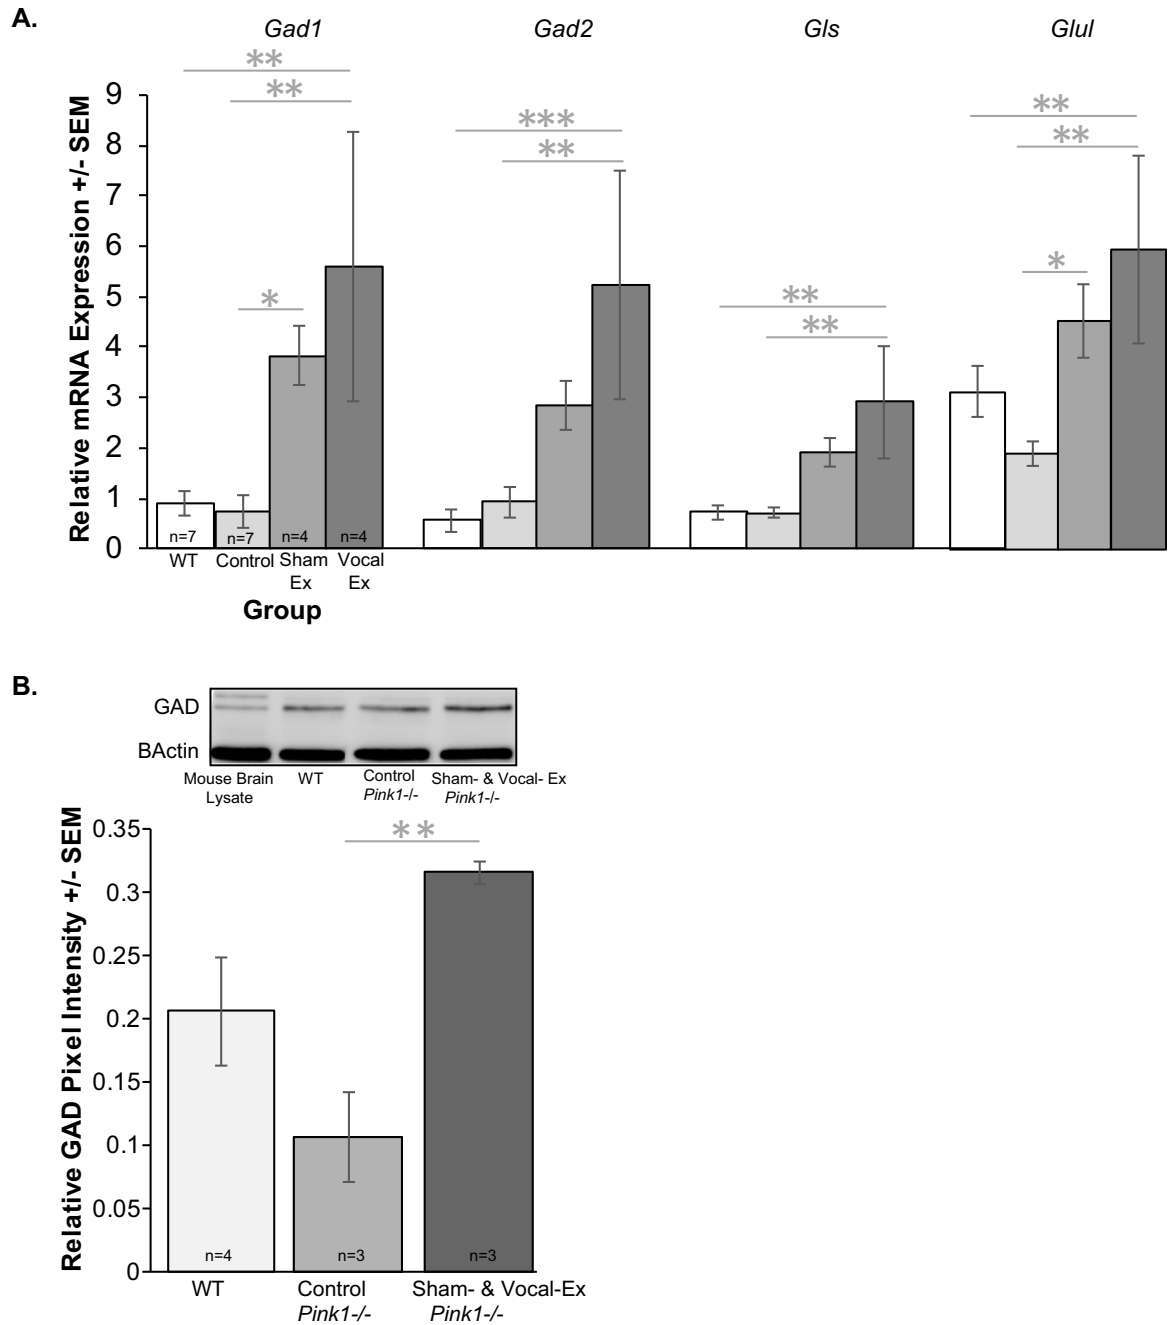 A.
Gad1 Gad2 Gls Glul
** *** ** **
** ** ** **
* *
Relative mRNA Expression +/- SEM
9
8
7
6
5
4
3
2
1
0
n=7 n=7 n=4 n=4
WT Control Sham Vocal
Ex Ex
Group
B.
GAD
BActin
Mouse Brain WT Control Sham- & Vocal- Ex
Lysate Pink1-/- Pink1-/-
**
Relative GAD Pixel Intensity +/- SEM
0.35
0.3
0.25
0.2
0.15
0.1
0.05
0
n=4 n=3 n=3
WT Control Sham- & Vocal-Ex
Pink1-/- Pink1-/-